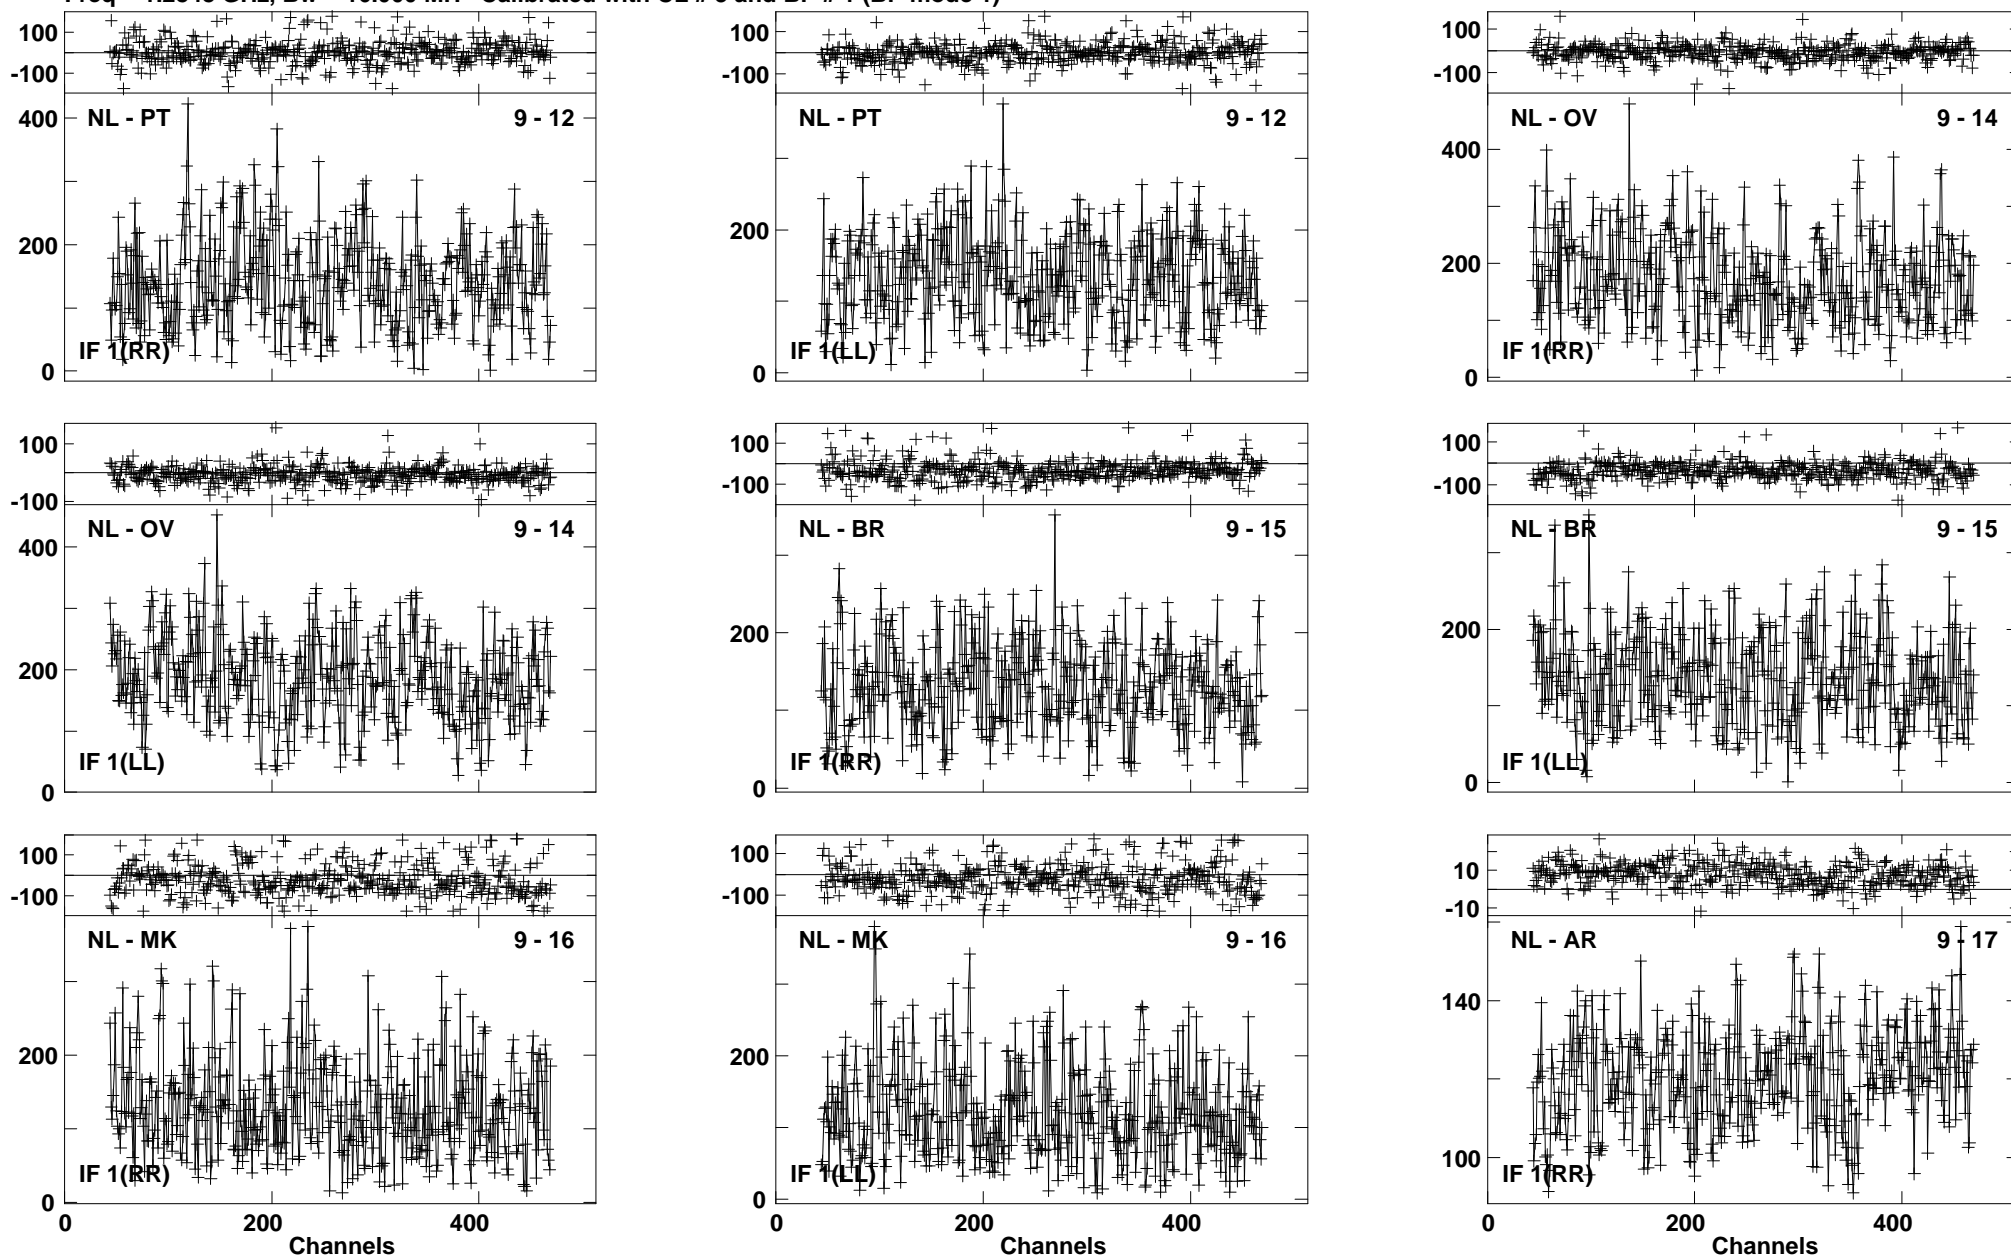 100 100 100
-100 -100 -100
NL - PT 9 - 12 NL - PT 9 - 12 NL - OV 9 - 14
400 200 0 IF 1(RR)
200 0 IF 1(LL)
400 200 0 IF 1(RR)
100 100 100
-100 -100 -100
NL - OV 9 - 14 NL - BR 9 - 15 NL - BR 9 - 15
400 200 0 IF 1(LL)
200 0 IF 1(RR)
200 0 IF 1(LL)
100 100 10
-100 -100 -10
NL - MK 9 - 16 NL - MK 9 - 16 NL - AR 9 - 17
200 0 IF 1(RR)
200 0 IF 1(LL)
140 100 IF 1(RR)
0 200 400 0 200 400 0 200 400
Channels Channels Channels